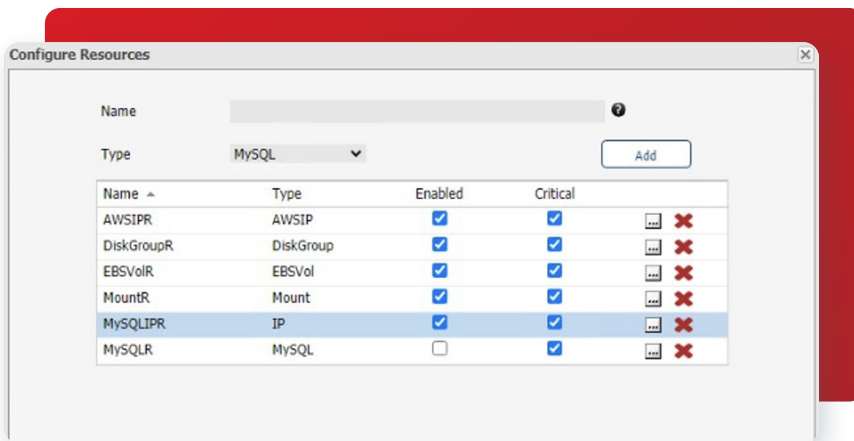 Configure Resources
Name
Type MySQL Add
Name Type Enabled Critical
AWSIPR AWSIP ...
DiskGroupR DiskGroup ...
EBSVolR EBSVol ...
MountR Mount ...
MySQLIPR IP ...
MySQLR MySQL ...